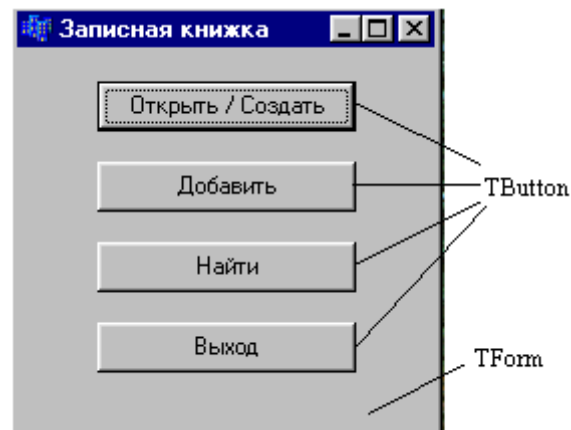 Записная книжка
Открыть / Создать
Добавить
TButton
Найти
Выход
TForm